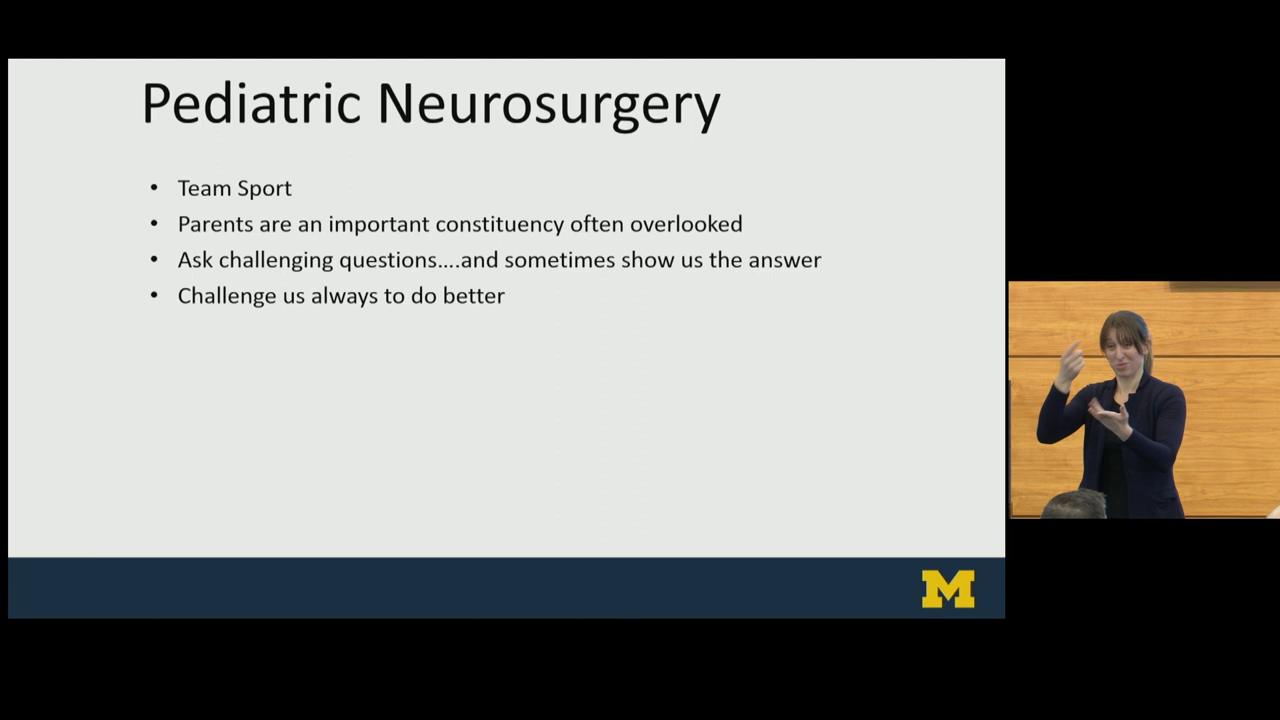 Pediatric Neurosurgery
• Team Sport
• Parents are an important constituency often overlooked
• Ask challenging questions....and sometimes show us the answer
• Challenge us always to do better
M